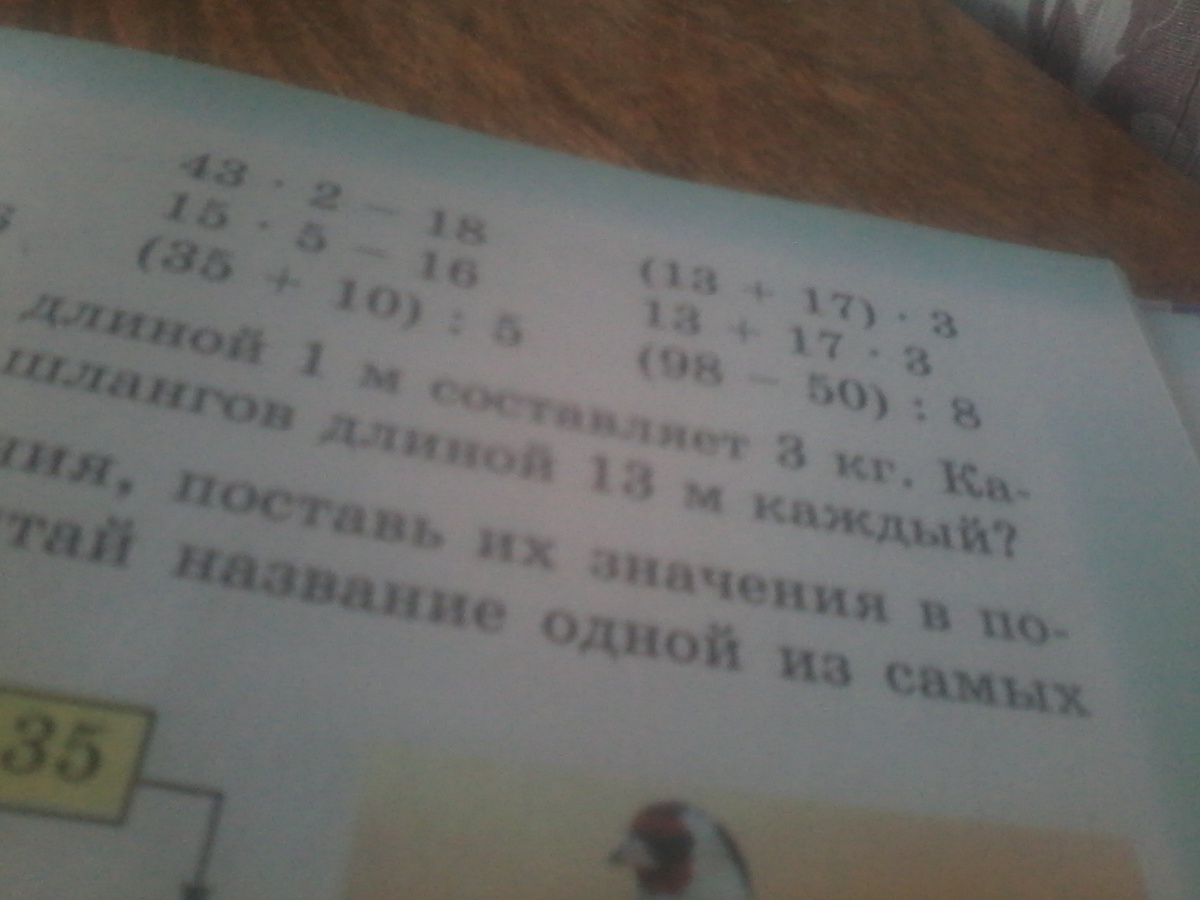 43 · 2 − 18
15 · 5 − 16
(35 + 10) : 5
(13 + 17) · 3
13 + 17 · 3
(98 − 50) : 8
длиной 1 м составляет 3 кг. Ка-
шлангов длиной 13 м каждый?
ния, поставь их значения в по-
тай название одной из самых
35